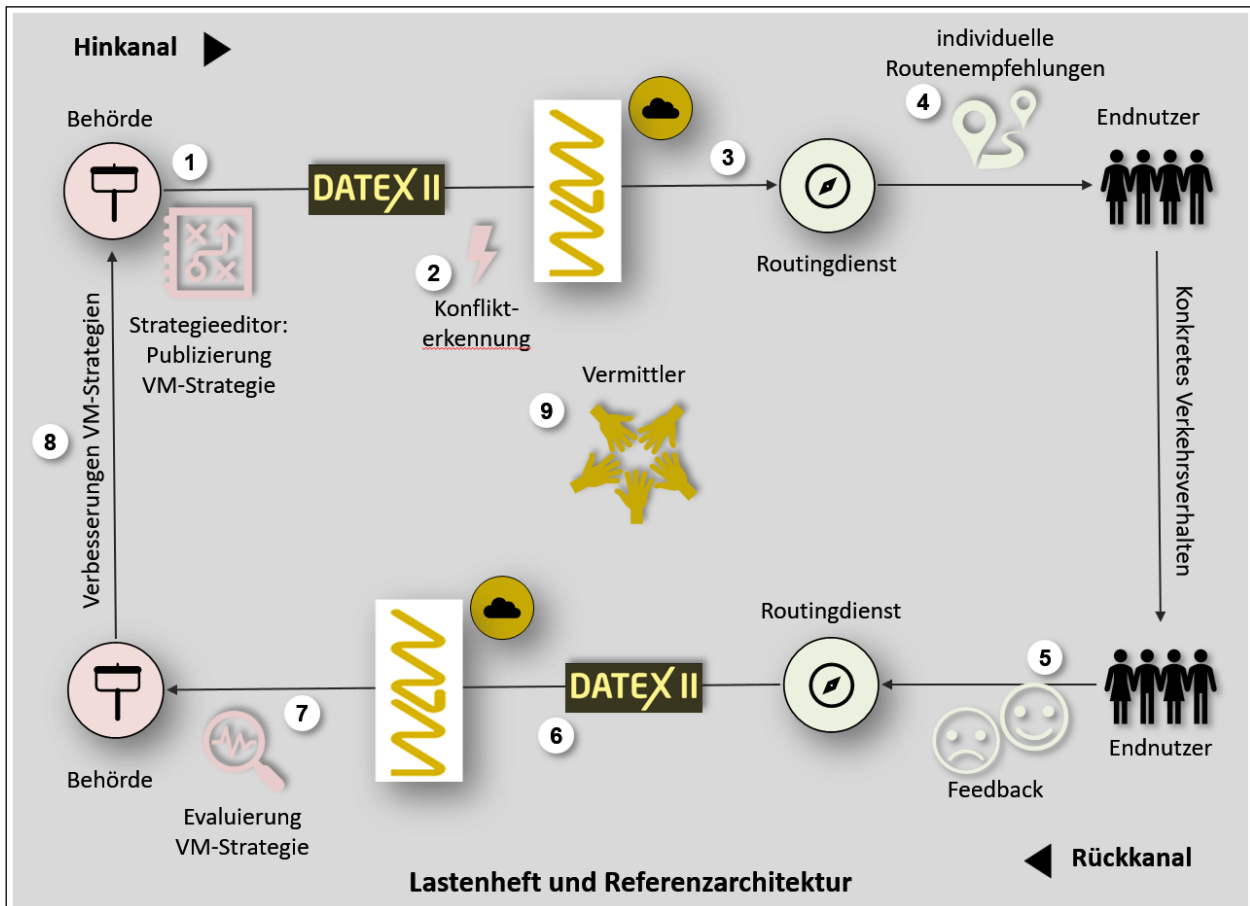 Hinkanal
individuelle
Routenempfehlungen
4
Behörde
1
3
Endnutzer
DATEX II
2
Konflikt-
erkennung
Routingdienst
Strategieeditor:
Publizierung
VM-Strategie
Konkretes Verkehrsverhalten
Vermittler
9
8
Verbesserungen VM-Strategien
Routingdienst
5
DATEX II
6
7
Behörde
Endnutzer
Feedback
Evaluierung
VM-Strategie
Rückkanal
Lastenheft und Referenzarchitektur